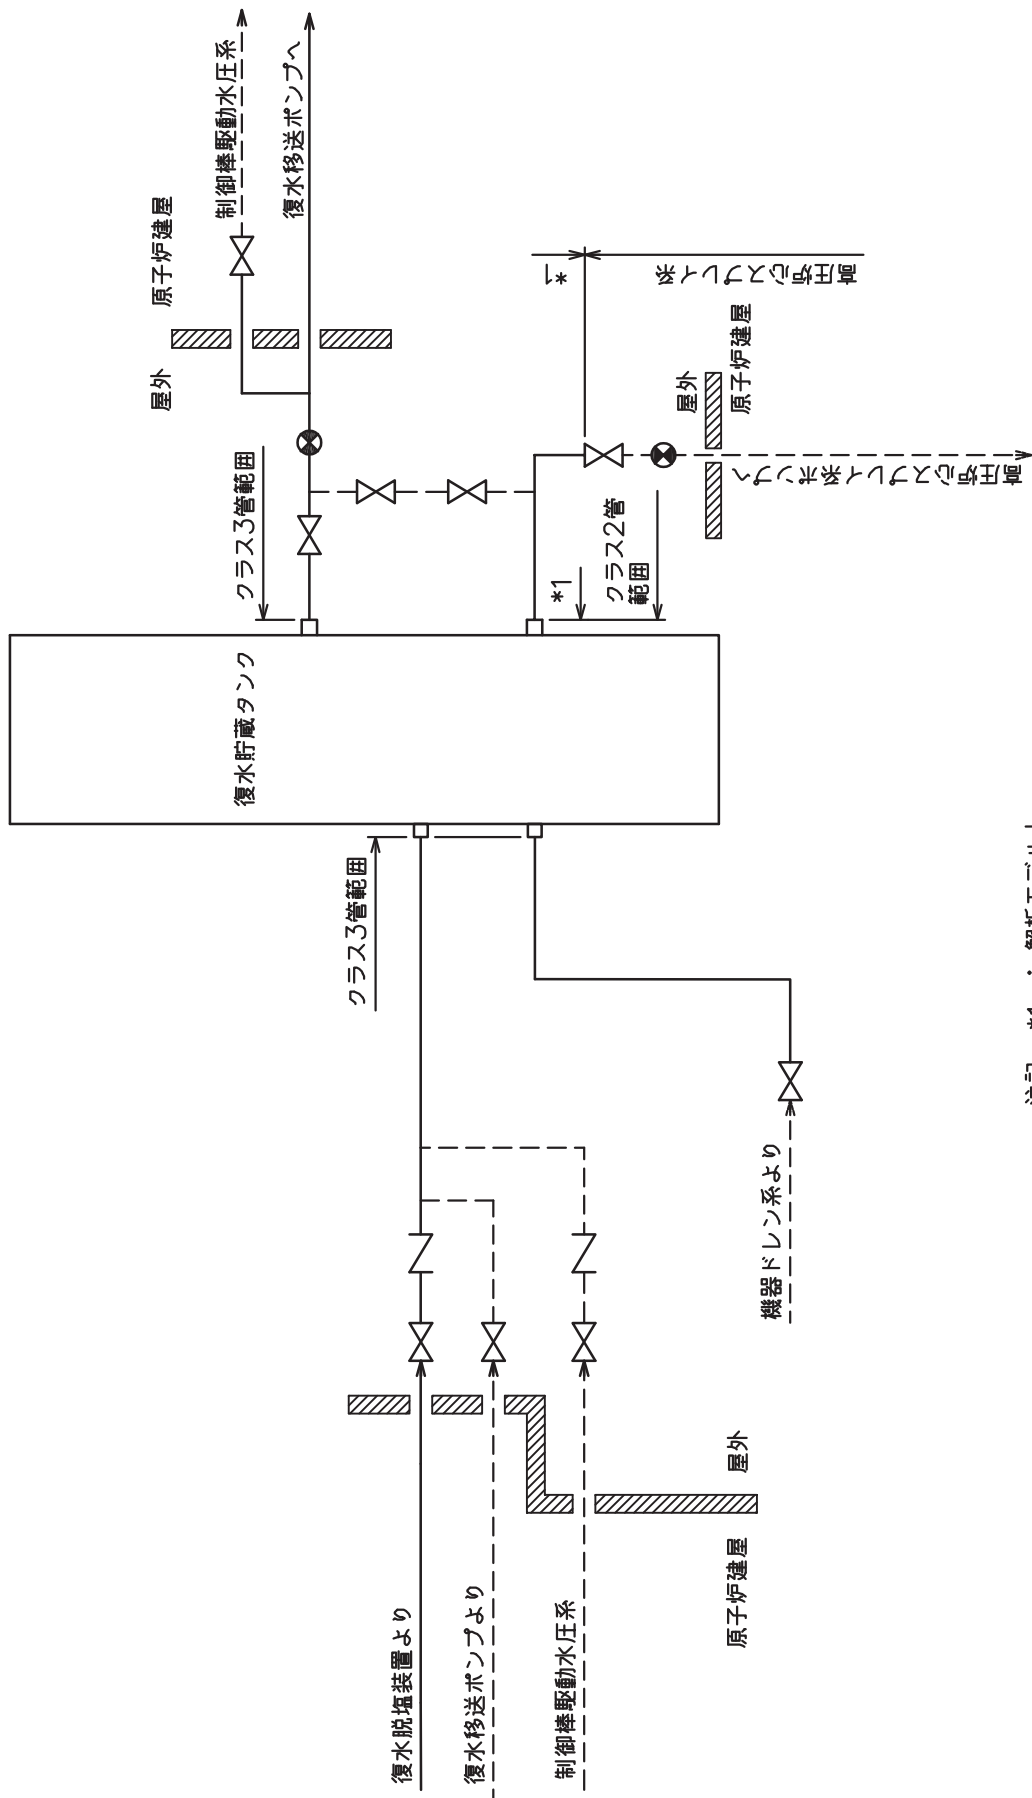 復水脱塩装置より
復水移送ポンプより
制御棒駆動水圧系
原子炉建屋
屋外
機器ドレン系より
クラス3管範囲
復水貯蔵タンク
クラス3管範囲
屋外
原子炉建屋
制御棒駆動水圧系
復水移送ポンプへ
*1
クラス2管
範囲
*1
高圧炉心スプレイ系
屋外
原子炉建屋
高圧炉心スプレイ系ポンプへ